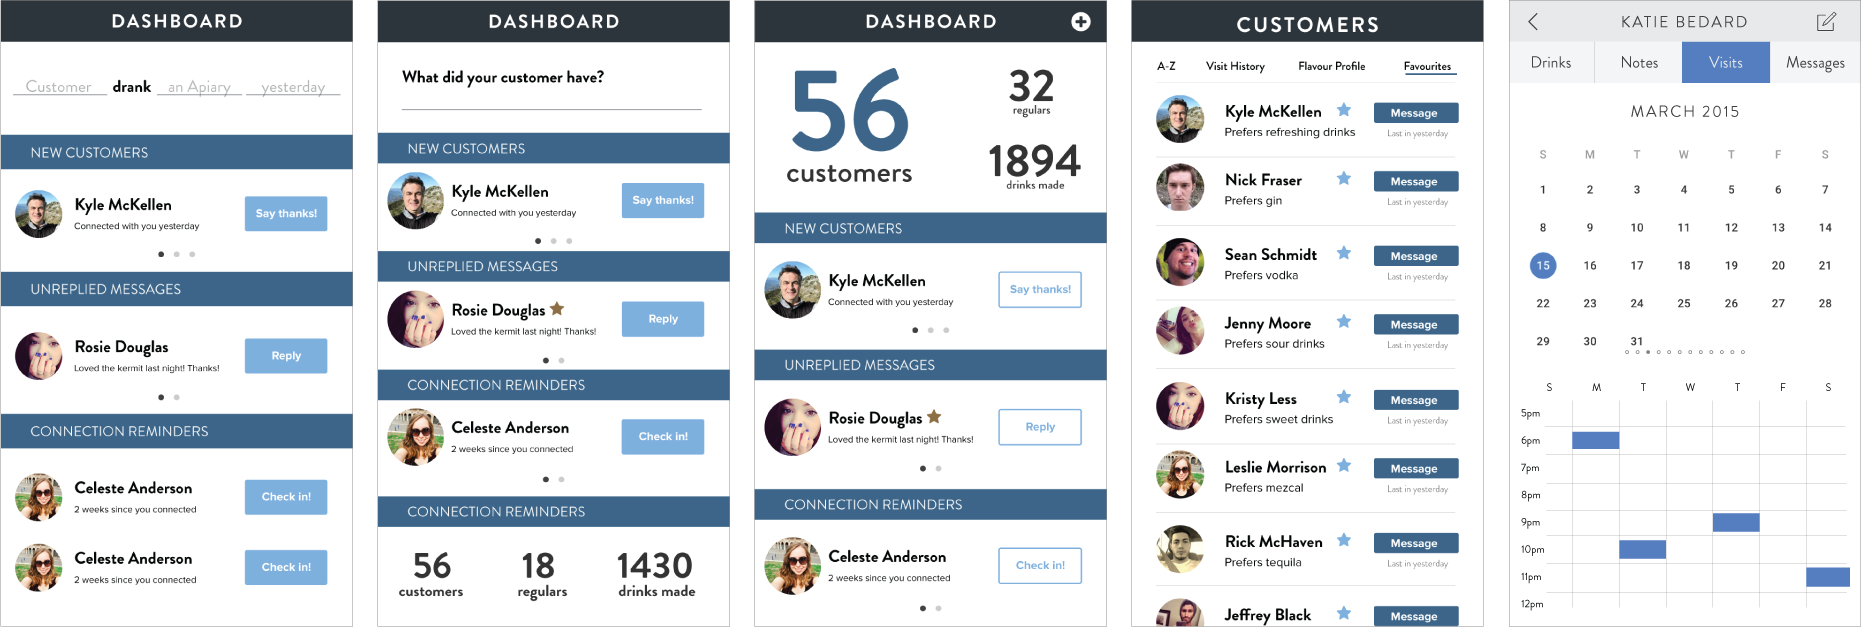 DASHBOARD
Customer drank an Apiary yesterday
NEW CUSTOMERS
Kyle McKellen
Connected with you yesterday
Say thanks!
UNREPLIED MESSAGES
Rosie Douglas
Loved the kermit last night! Thanks!
Reply
CONNECTION REMINDERS
Celeste Anderson
2 weeks since you connected
Check in!
Celeste Anderson
2 weeks since you connected
Check in!
DASHBOARD
What did your customer have?
NEW CUSTOMERS
Kyle McKellen
Connected with you yesterday
Say thanks!
UNREPLIED MESSAGES
Rosie Douglas
Loved the kermit last night! Thanks!
Reply
CONNECTION REMINDERS
Celeste Anderson
2 weeks since you connected
Check in!
CONNECTION REMINDERS
56 18 1430
customers regulars drinks made
DASHBOARD
56
customers
32
regulars
1894
drinks made
NEW CUSTOMERS
Kyle McKellen
Connected with you yesterday
Say thanks!
UNREPLIED MESSAGES
Rosie Douglas
Loved the kermit last night! Thanks!
Reply
CONNECTION REMINDERS
Celeste Anderson
2 weeks since you connected
Check in!
CUSTOMERS
A-Z Visit History Flavour Profile Favourites
Kyle McKellen
Prefers refreshing drinks
Message
Last in yesterday
Nick Fraser
Prefers gin
Message
Last in yesterday
Sean Schmidt
Prefers vodka
Message
Last in yesterday
Jenny Moore
Prefers sour drinks
Message
Last in yesterday
Kristy Less
Prefers sweet drinks
Message
Last in yesterday
Leslie Morrison
Prefers mezcal
Message
Last in yesterday
Rick McHaven
Prefers tequila
Message
Last in yesterday
Jeffrey Black
Message
KATIE BEDARD
Drinks Notes Visits Messages
MARCH 2015
S M T W T F S
1 2 3 4 5 6 7
8 9 10 11 12 13 14
15 16 17 18 19 20 21
22 23 24 25 26 27 28
29 30 31
S M T W T F S
5pm
6pm
7pm
8pm
9pm
10pm
11pm
12pm